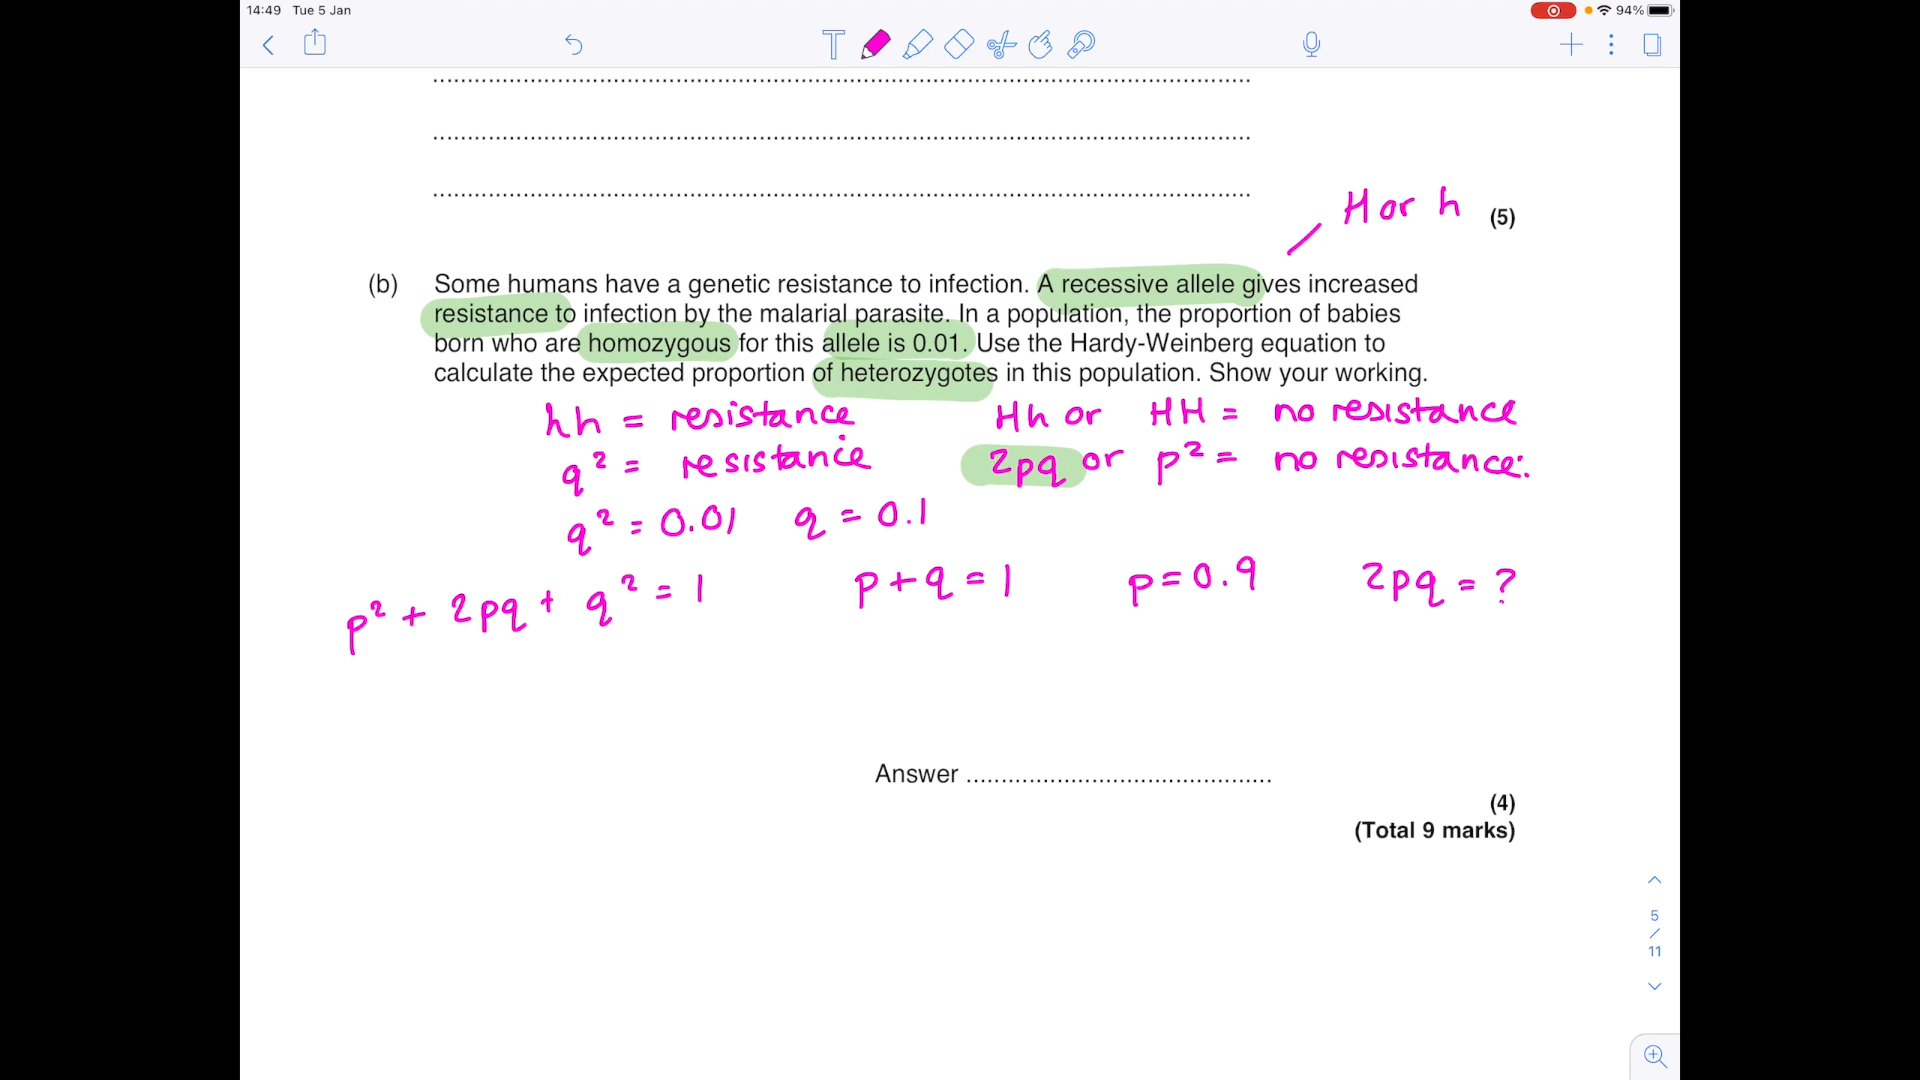 14:49 Tue 5 Jan
94%
T
H or h
(5)
(b) Some humans have a genetic resistance to infection. A recessive allele gives increased
resistance to infection by the malarial parasite. In a population, the proportion of babies
born who are homozygous for this allele is 0.01. Use the Hardy-Weinberg equation to
calculate the expected proportion of heterozygotes in this population. Show your working.
hh = resistance Hh or HH = no resistance
q² = resistance 2pq or p² = no resistance:
q² = 0.01 q = 0.1
p² + 2pq + q² = 1 p + q = 1 p = 0.9 2pq = ?
Answer ............................................
(4)
(Total 9 marks)
5
/
11